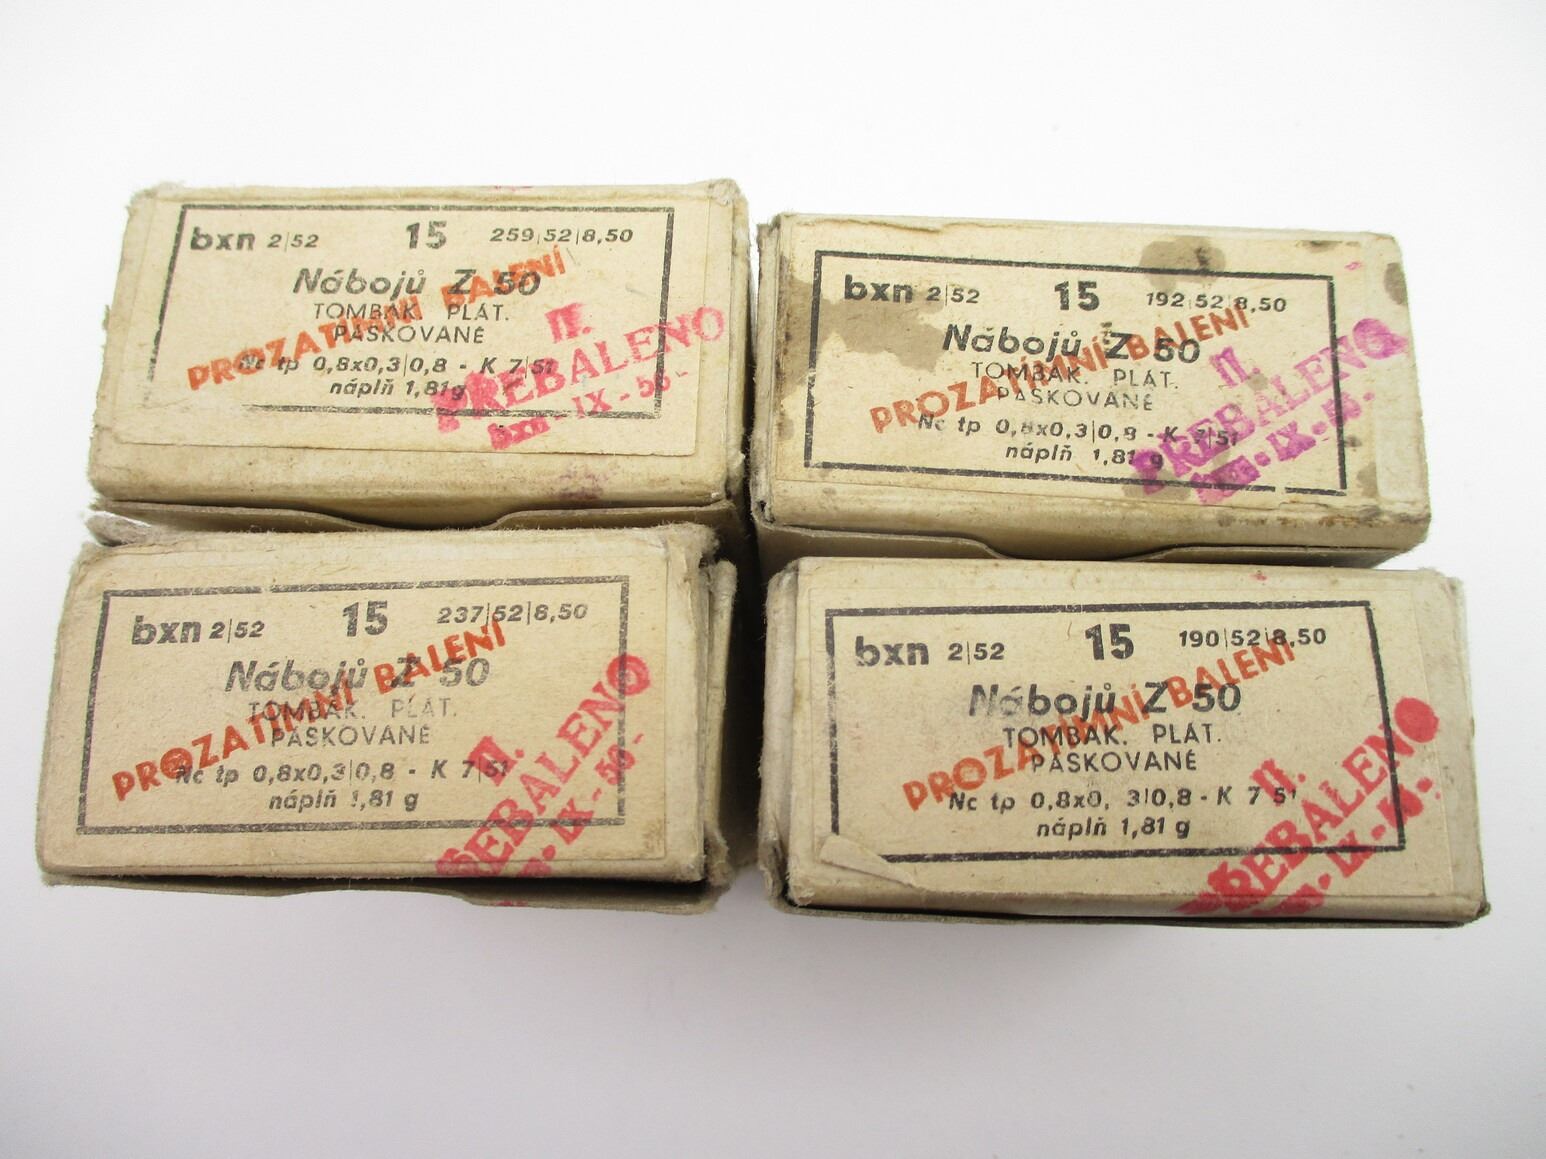 bxn 2|52 15 259|52|8,50
Nábojů Z 50
TOMBAK. PLÁT.
PÁSKOVANÉ
Nc tp 0,8x0,3|0,8 - K 7|51
náplň 1,81g
PROZATÍMNÍ BALENÍ
II.
PŘEBALENO
bxn - IX - 56 -
bxn 2|52 15 192|52|8,50
Nábojů Z 50
TOMBAK. PLÁT.
PÁSKOVANÉ
Nc tp 0,8x0,3|0,8 - K 7|51
náplň 1,81 g
PROZATÍMNÍ BALENÍ
II.
PŘEBALENO
IX - 56 -
bxn 2|52 15 237|52|8,50
Nábojů Z 50
TOMBAK. PLÁT.
PÁSKOVANÉ
Nc tp 0,8x0,3|0,8 - K 7|51
náplň 1,81 g
PROZATÍMNÍ BALENÍ
II.
PŘEBALENO
IX - 56 -
bxn 2|52 15 190|52|8,50
Nábojů Z 50
TOMBAK. PLÁT.
PÁSKOVANÉ
Nc tp 0,8x0, 3|0,8 - K 7 51
náplň 1,81 g
PROZATÍMNÍ BALENÍ
II.
PŘEBALENO
IX -